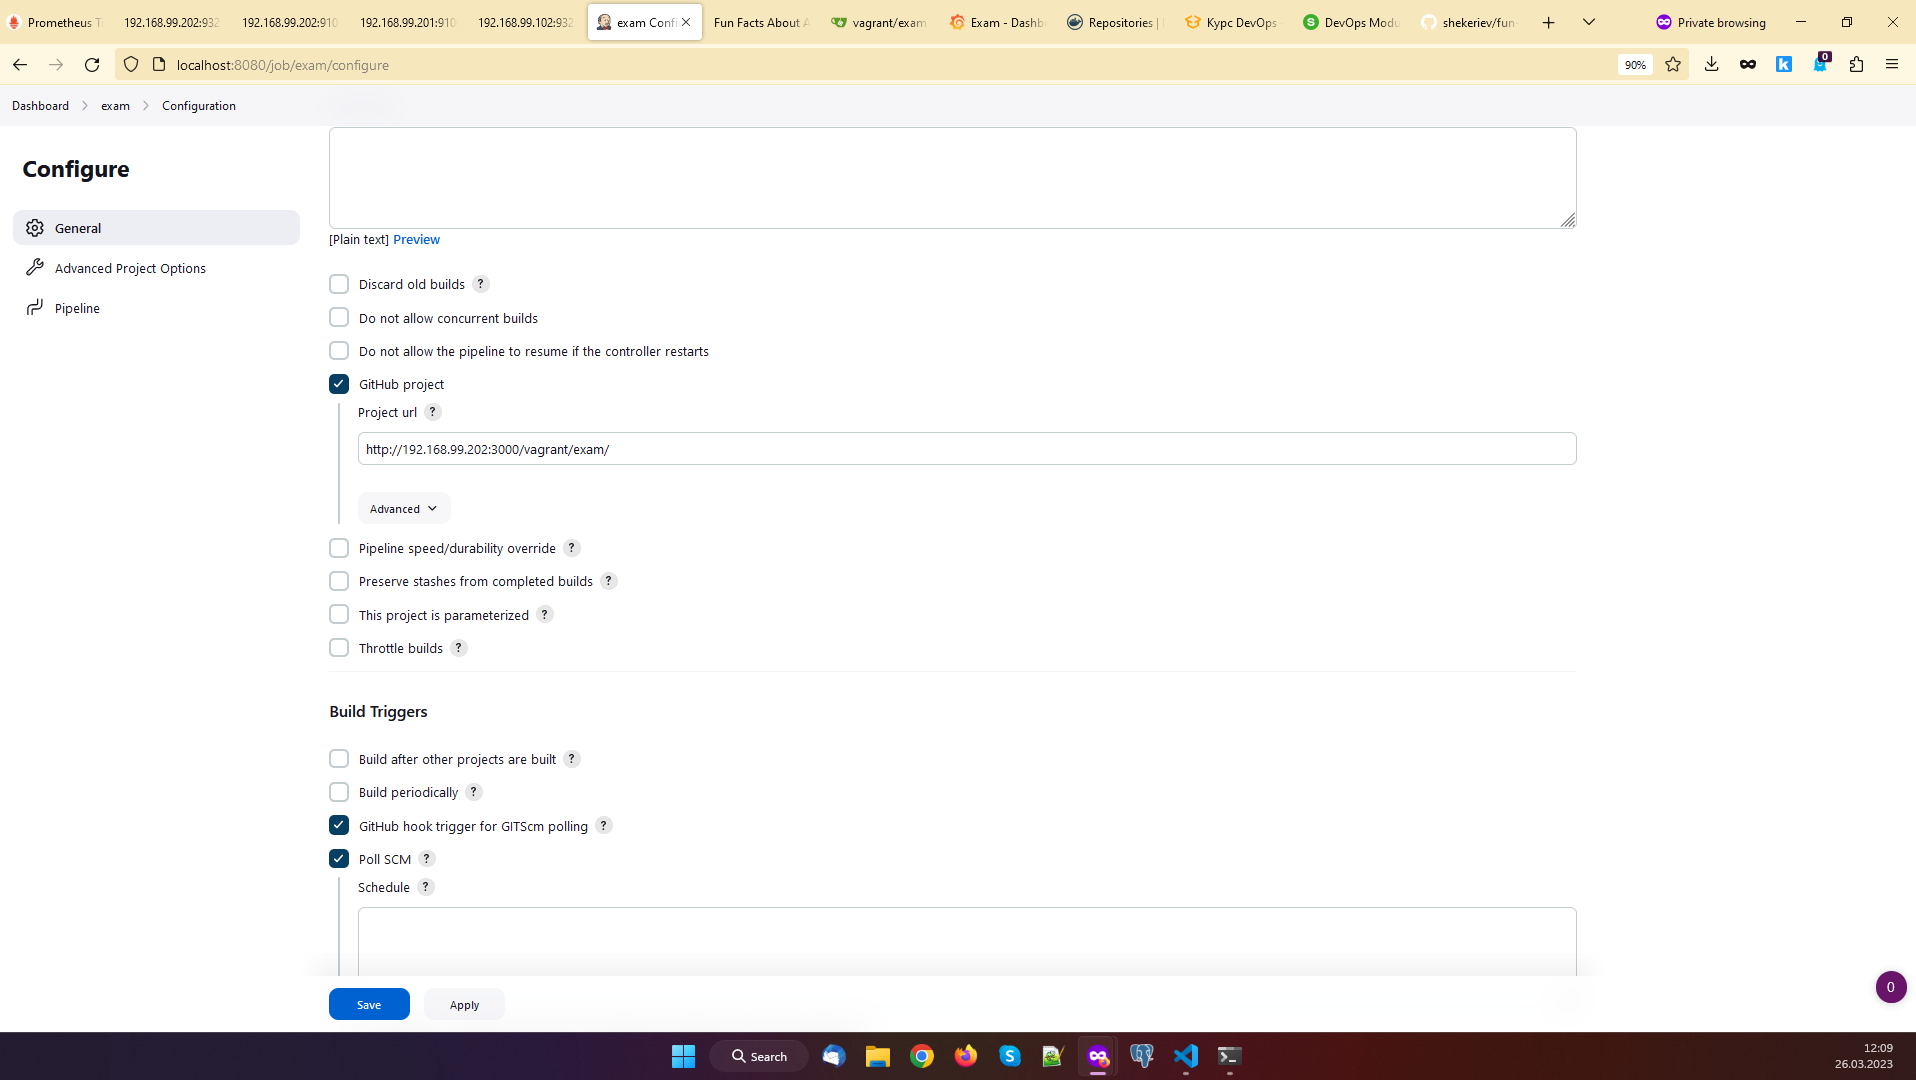 Prometheus T
192.168.99.202:932
192.168.99.202:910
192.168.99.201:910
192.168.99.102:932
exam Confi
Fun Facts About A
vagrant/exam
Exam - Dashb
Repositories |
Курс DevOps -
DevOps Modu
shekeriev/fun-
Private browsing
localhost:8080/job/exam/configure
90%
0
Dashboard
exam
Configuration
Configure
General
Advanced Project Options
Pipeline
[Plain text] Preview
Discard old builds ?
Do not allow concurrent builds
Do not allow the pipeline to resume if the controller restarts
GitHub project
Project url ?
http://192.168.99.202:3000/vagrant/exam/
Advanced
Pipeline speed/durability override ?
Preserve stashes from completed builds ?
This project is parameterized ?
Throttle builds ?
Build Triggers
Build after other projects are built ?
Build periodically ?
GitHub hook trigger for GITScm polling ?
Poll SCM ?
Schedule ?
Save
Apply
0
Search
12:09
26.03.2023